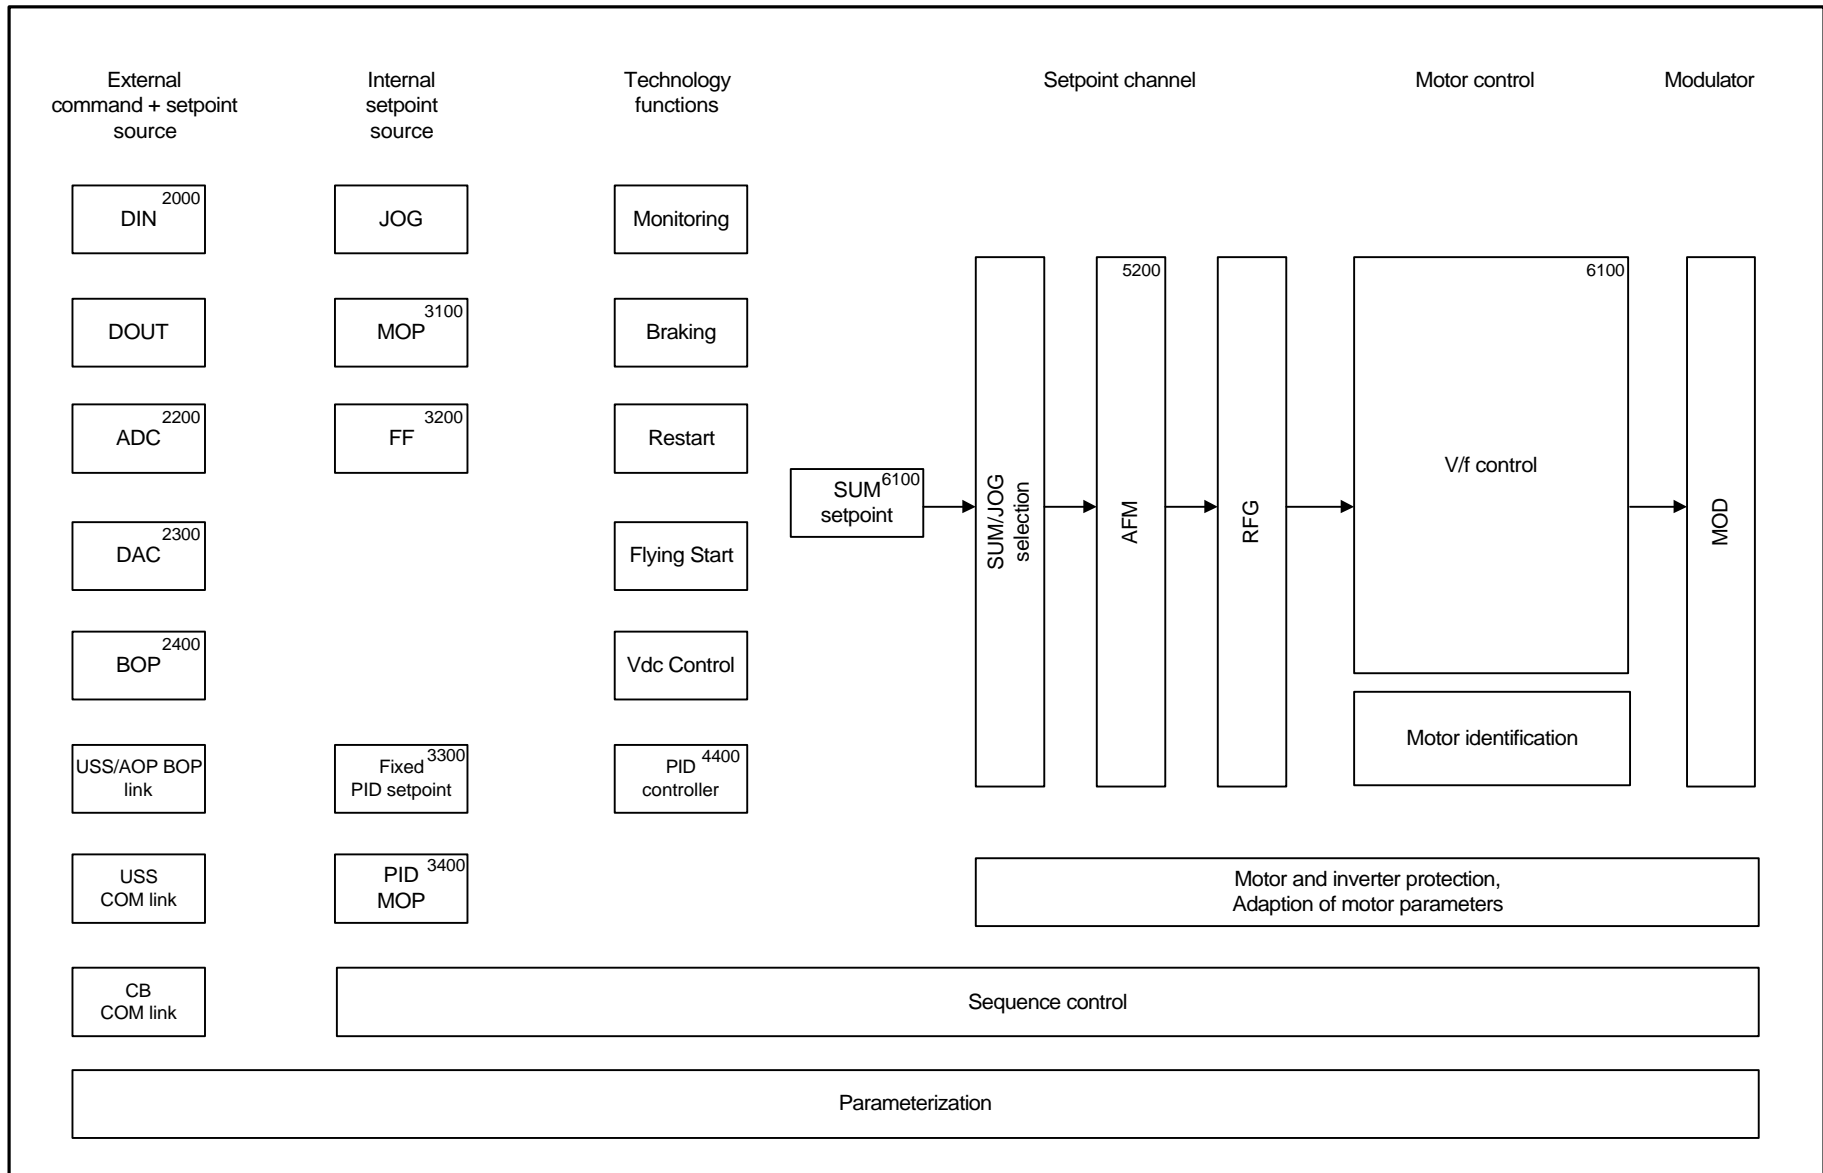 External
command + setpoint
source
Internal
setpoint
source
Technology
functions
Setpoint channel
Motor control
Modulator
2000
DIN
JOG
Monitoring
DOUT
3100
MOP
Braking
2200
ADC
3200
FF
Restart
2300
DAC
Flying Start
2400
BOP
Vdc Control
USS/AOP BOP
link
3300
Fixed
PID setpoint
4400
PID
controller
USS
COM link
3400
PID
MOP
CB
COM link
6100
SUM
setpoint
SUM/JOG
selection
5200
AFM
RFG
6100
V/f control
Motor identification
MOD
Motor and inverter protection,
Adaption of motor parameters
Sequence control
Parameterization